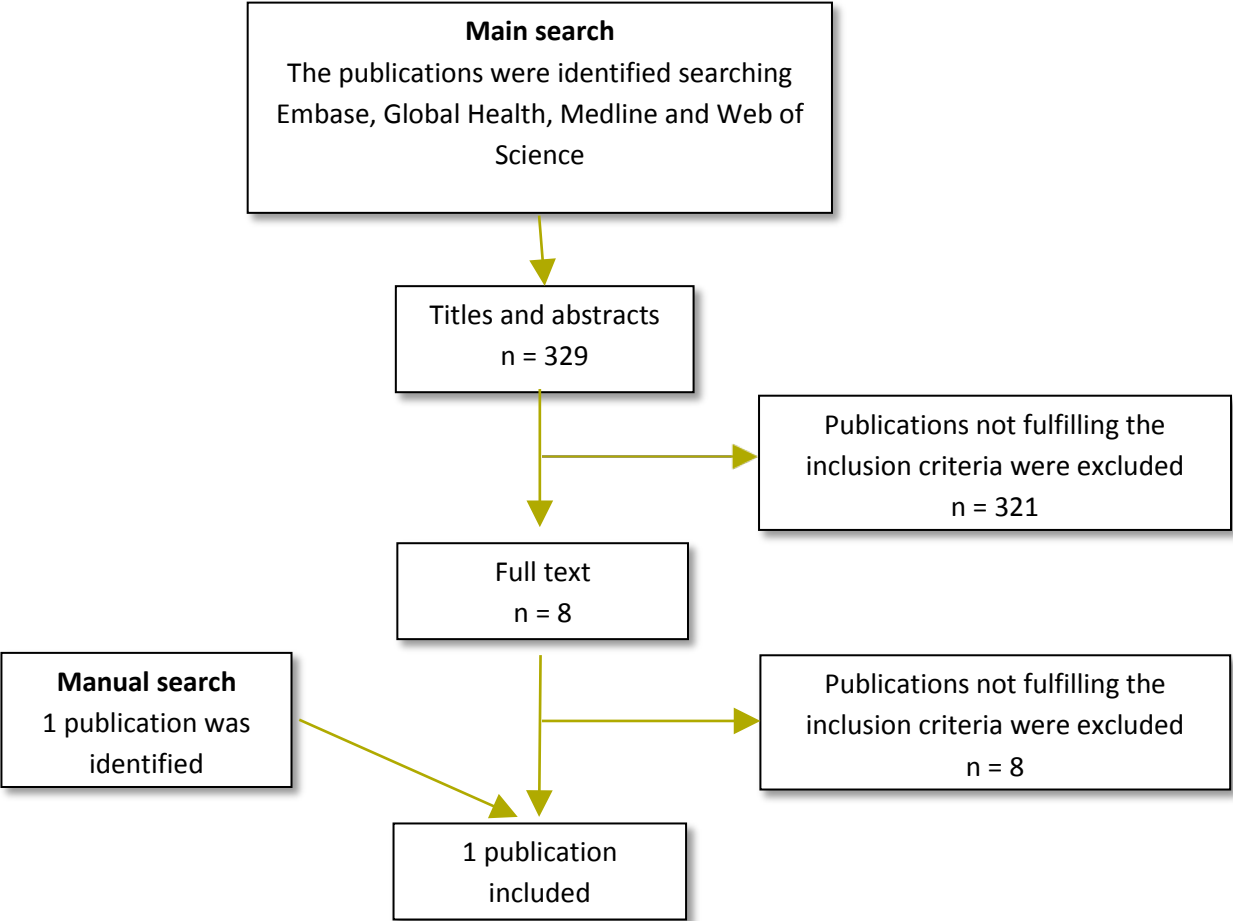 Main search
The publications were identified searching
Embase, Global Health, Medline and Web of
Science
Titles and abstracts
n = 329
Publications not fulfilling the
inclusion criteria were excluded
n = 321
Full text
n = 8
Manual search
1 publication was
identified
Publications not fulfilling the
inclusion criteria were excluded
n = 8
1 publication
included